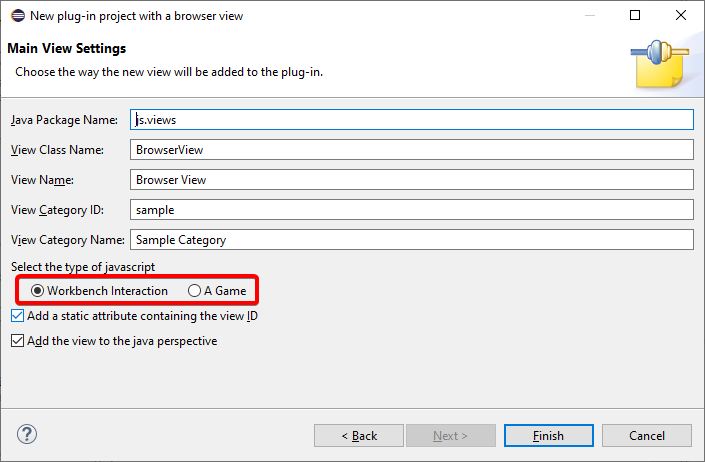 New plug-in project with a browser view
Main View Settings
Choose the way the new view will be added to the plug-in.
Java Package Name: js.views
View Class Name: BrowserView
View Name: Browser View
View Category ID: sample
View Category Name: Sample Category
Select the type of javascript
Workbench Interaction A Game
Add a static attribute containing the view ID
Add the view to the java perspective
? < Back Next > Finish Cancel